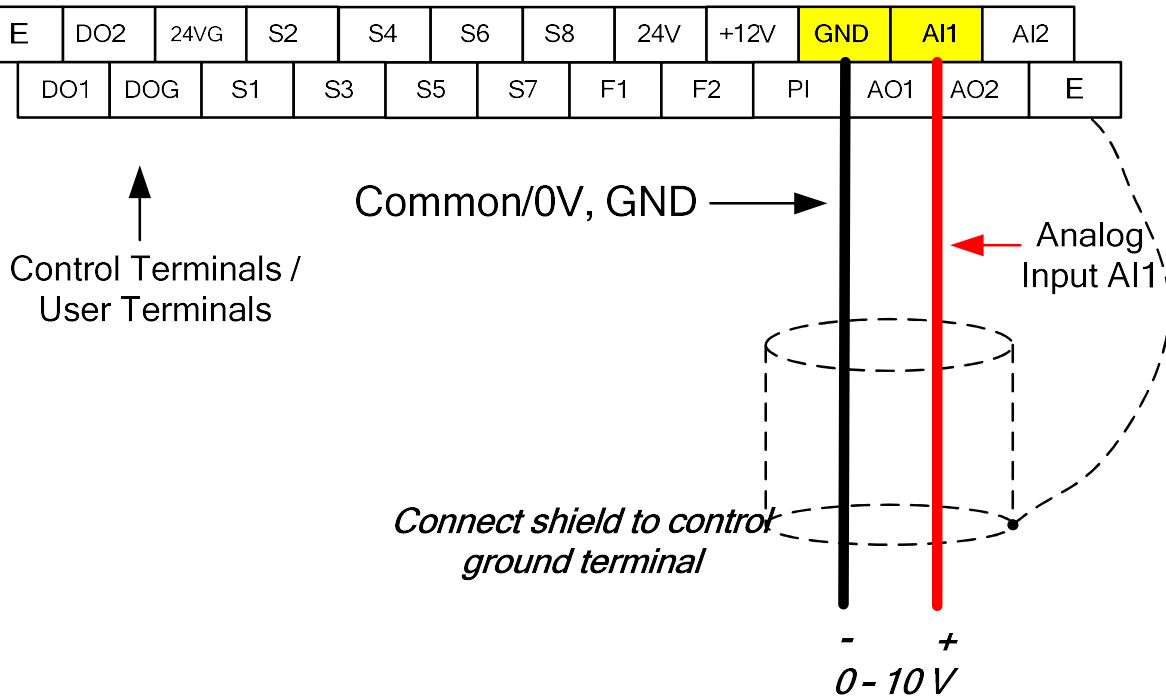 E DO2 24VG S2 S4 S6 S8 24V +12V GND AI1 AI2
DO1 DOG S1 S3 S5 S7 F1 F2 PI AO1 AO2 E
Common/0V, GND
Analog
Input AI1
Control Terminals /
User Terminals
Connect shield to control
ground terminal
- +
0 - 10 V